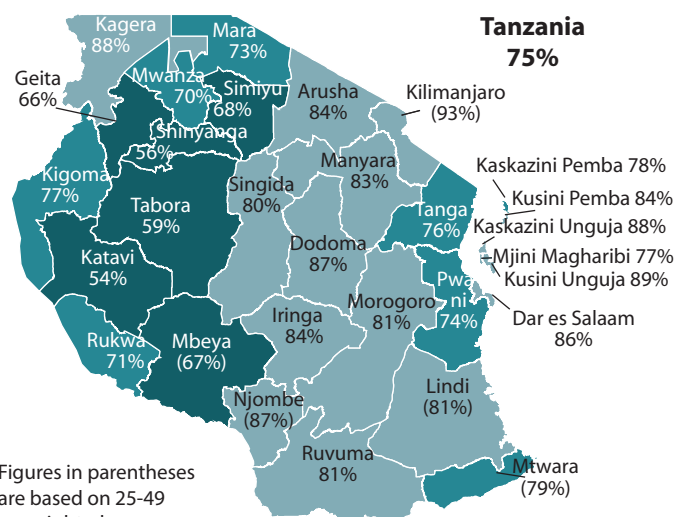 Kagera
88%
Mara
73%
Tanzania
75%
Geita
66%
Mwanza
70%
Simiyu
68%
Arusha
84%
Kilimanjaro
(93%)
Shinyanga
56%
Kigoma
77%
Tabora
59%
Singida
80%
Manyara
83%
Kaskazini Pemba 78%
Kusini Pemba 84%
Tanga
76%
Kaskazini Unguja 88%
Mjini Magharibi 77%
Kusini Unguja 89%
Katavi
54%
Dodoma
87%
Pwa
ni
74%
Morogoro
81%
Dar es Salaam
86%
Rukwa
71%
Mbeya
(67%)
Iringa
84%
Njombe
(87%)
Lindi
(81%)
Ruvuma
81%
Mtwara
(79%)
Figures in parentheses
are based on 25-49